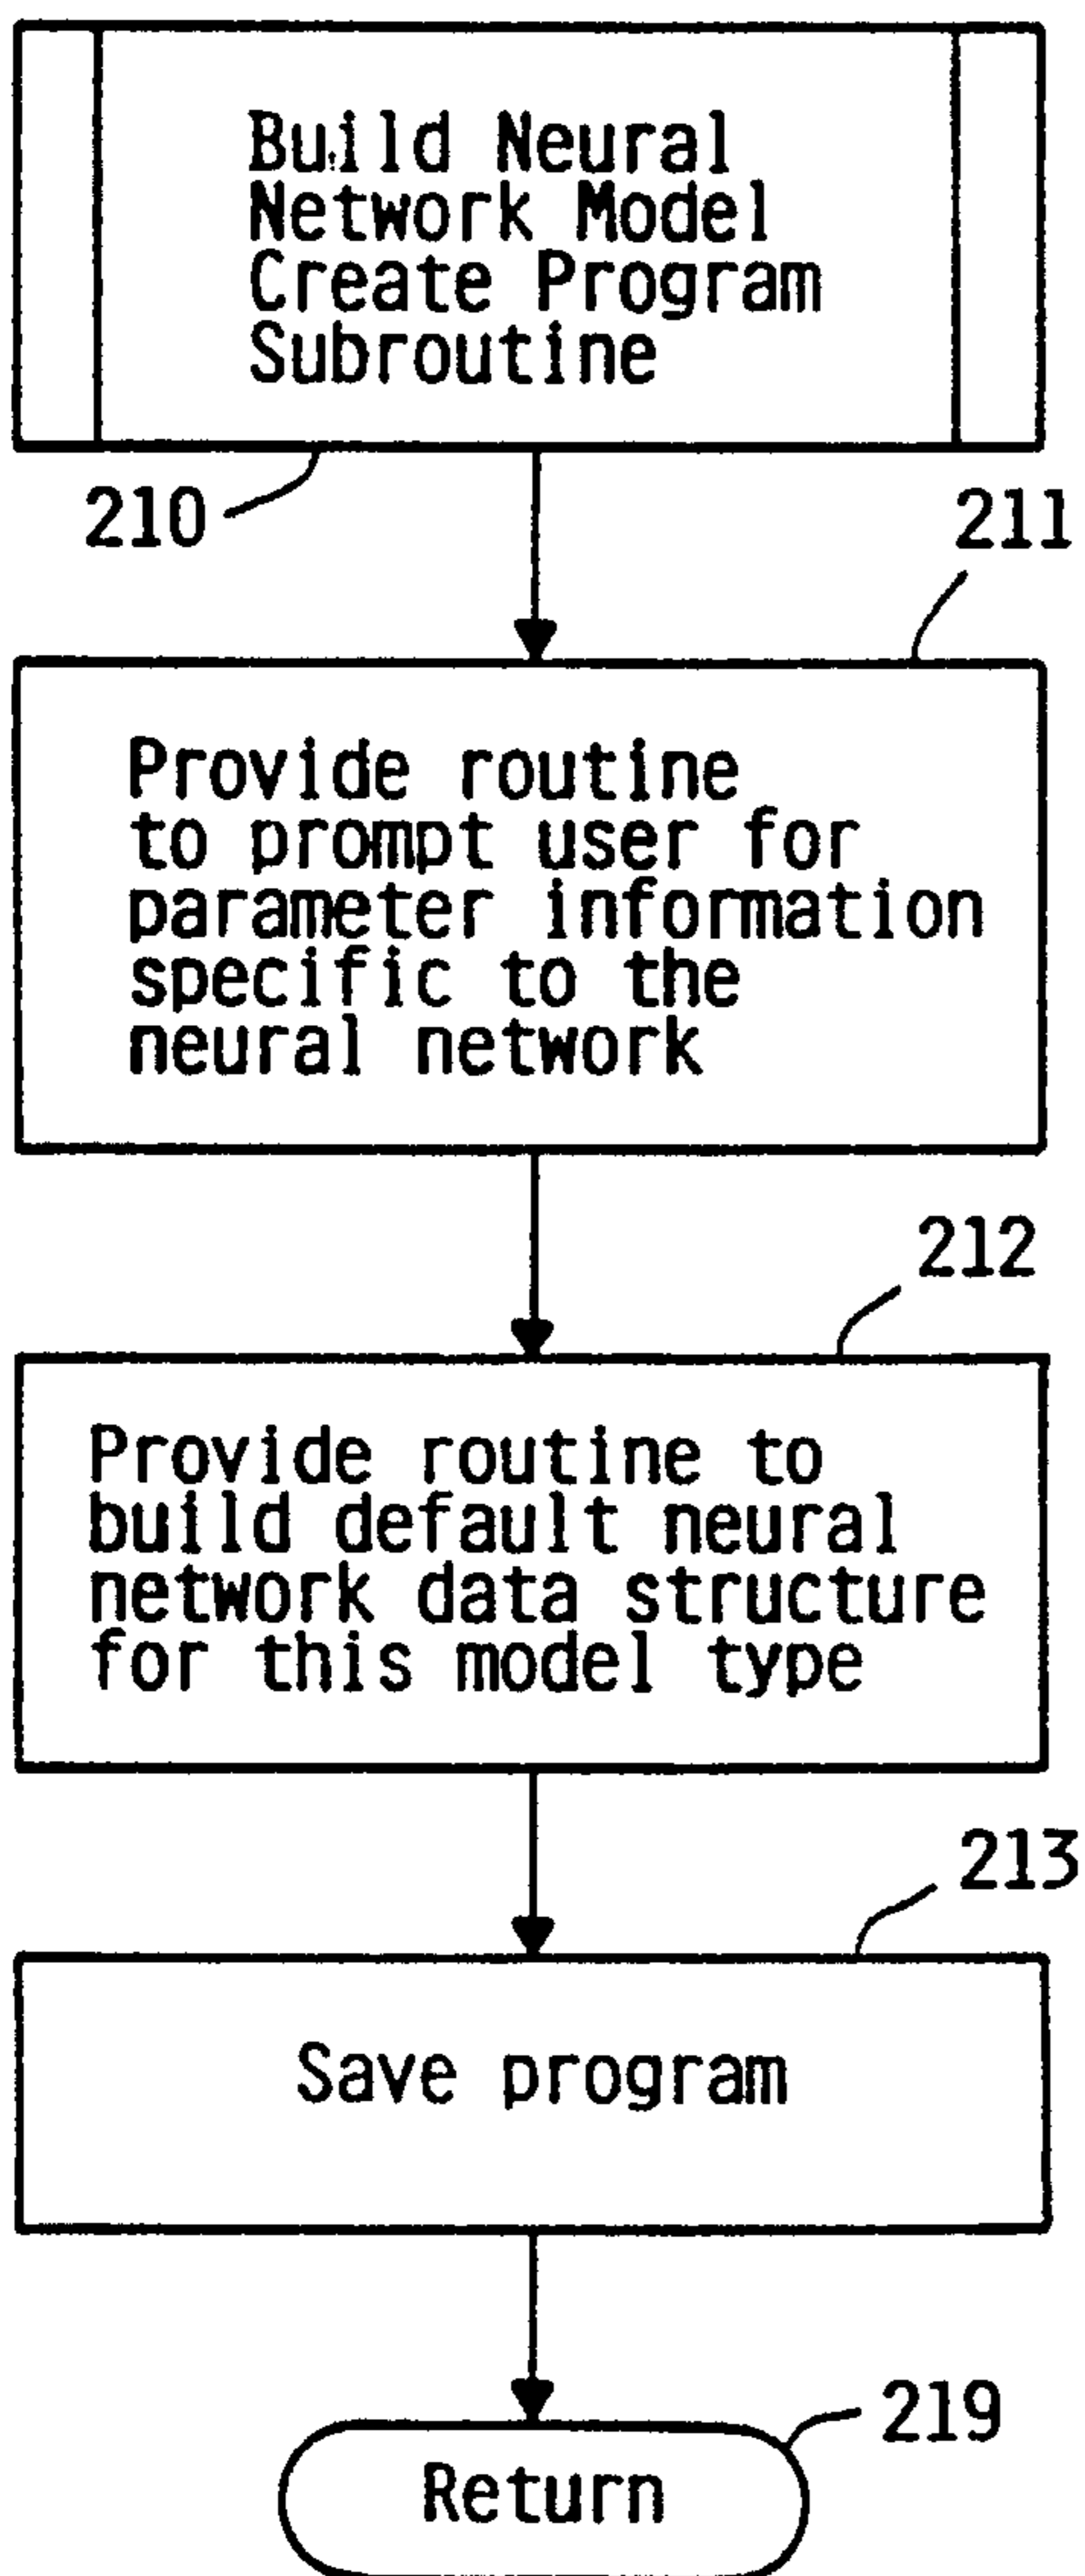 Build Neural
Network Model
Create Program
Subroutine
210
211
Provide routine
to prompt user for
parameter information
specific to the
neural network
212
Provide routine to
build default neural
network data structure
for this model type
213
Save program
219
Return